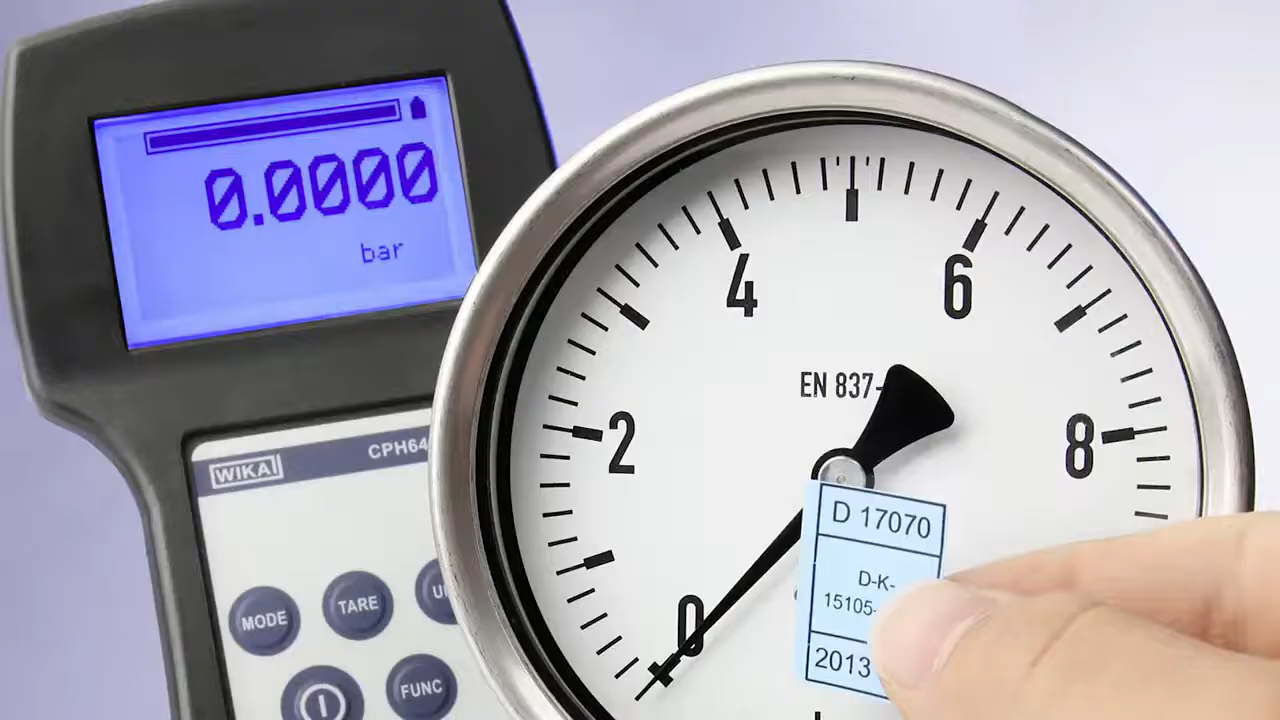 0.0000
bar
WIKA
CPH64
MODE
TARE
FUNC
0
2
4
6
8
EN 837-
D 17070
D-K-
15105-
2013